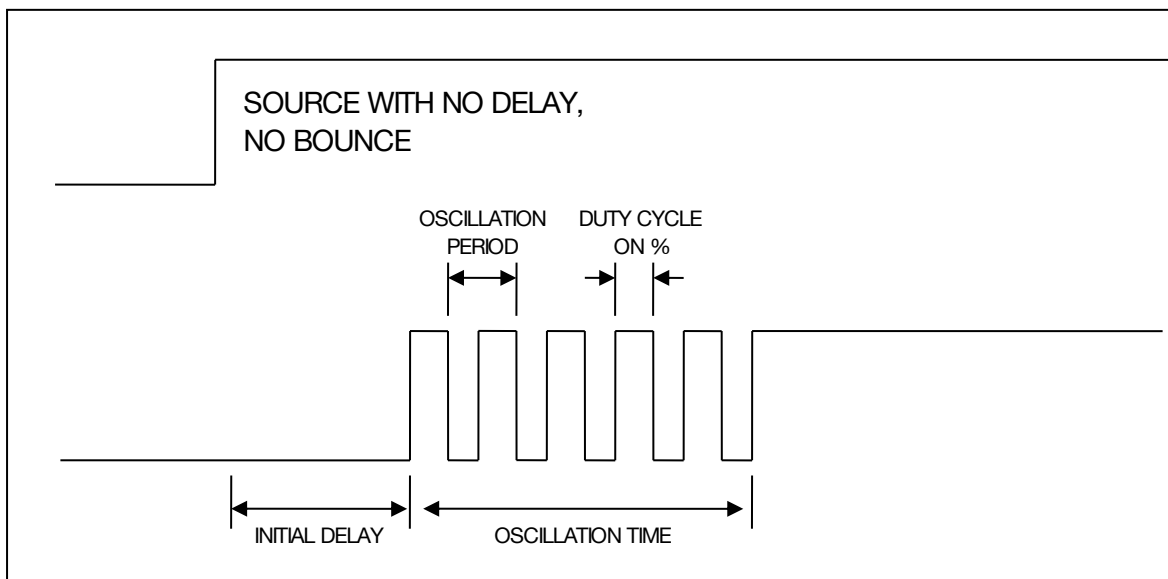 SOURCE WITH NO DELAY,
NO BOUNCE
OSCILLATION
PERIOD
DUTY CYCLE
ON %
INITIAL DELAY
OSCILLATION TIME